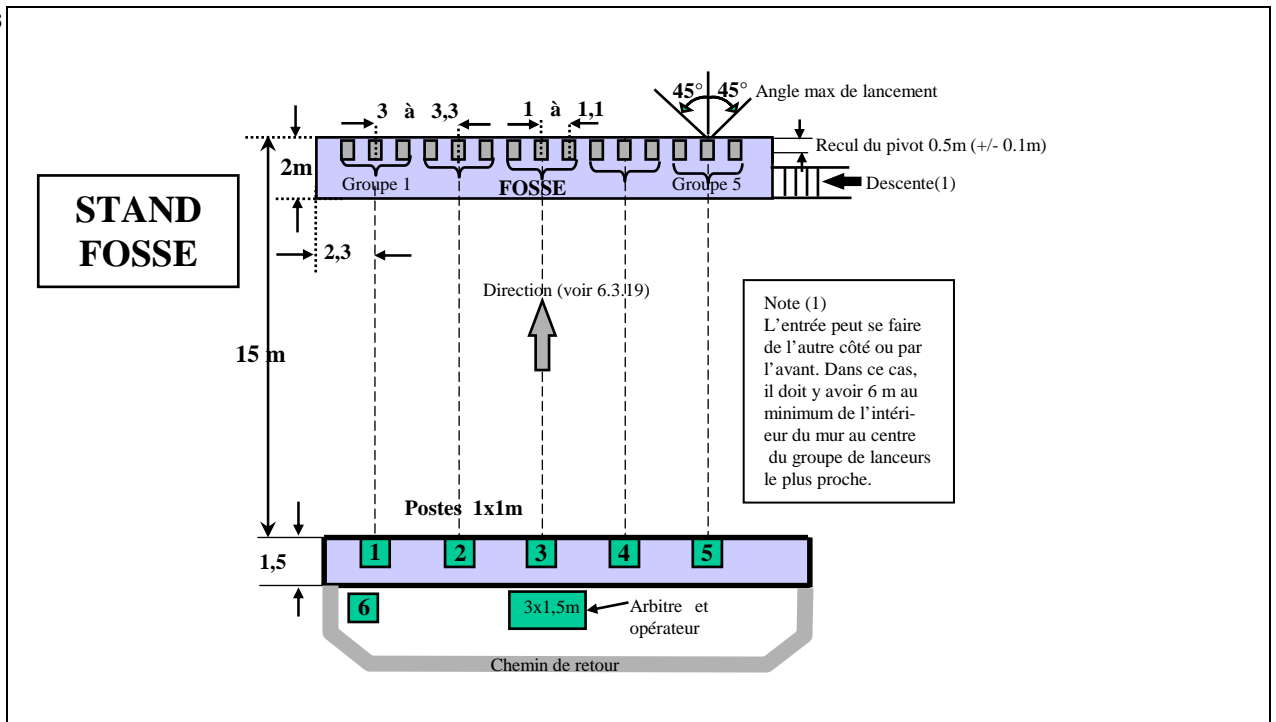 3
45° 45° Angle max de lancement
3 à 3,3
1 à 1,1
Recul du pivot 0.5m (+/- 0.1m)
2m
Groupe 1
FOSSE
Groupe 5
Descente(1)
STAND
FOSSE
2,3
Direction (voir 6.3.19)
Note (1)
L'entrée peut se faire
de l'autre côté ou par
l'avant. Dans ce cas,
il doit y avoir 6 m au
minimum de l'intéri-
eur du mur au centre
du groupe de lanceurs
le plus proche.
15 m
Postes 1x1m
1,5
1 2 3 4 5
6
3x1,5m
Arbitre et
opérateur
Chemin de retour